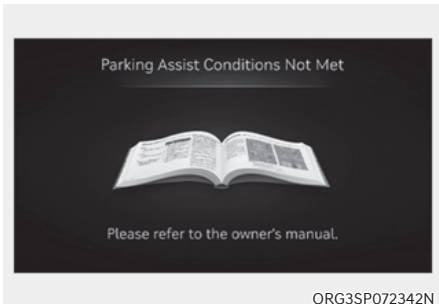 Parking Assist Conditions Not Met
Please refer to the owner's manual.
ORG3SP072342N